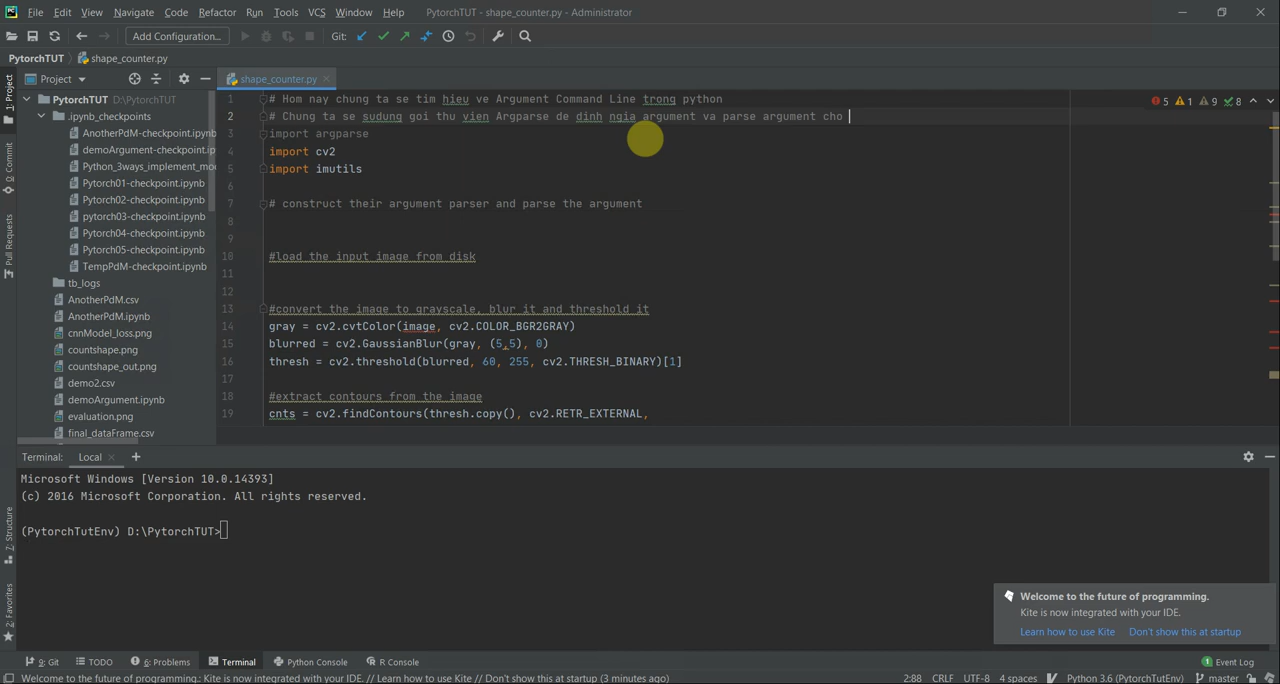 File Edit View Navigate Code Refactor Run Tools VCS Window Help PytorchTUT - shape_counter.py - Administrator
Add Configuration... Git:
PytorchTUT shape_counter.py
Project shape_counter.py
1: Project
Commit
Pull Requests
7: Structure
2: Favorites
PytorchTUT D:\PytorchTUT
.ipynb_checkpoints
AnotherPdM-checkpoint.ipynb
demoArgument-checkpoint.ip
Python_3ways_implement_mo
Pytorch01-checkpoint.ipynb
Pytorch02-checkpoint.ipynb
pytorch03-checkpoint.ipynb
Pytorch04-checkpoint.ipynb
Pytorch05-checkpoint.ipynb
TempPdM-checkpoint.ipynb
tb_logs
AnotherPdM.csv
AnotherPdM.ipynb
cnnModel_loss.png
countshape.png
countshape_out.png
demo2.csv
demoArgument.ipynb
evaluation.png
final_dataFrame.csv
5 1 9 8
1 # Hom nay chung ta se tim hieu ve Argument Command Line trong python
2 # Chung ta se sudung goi thu vien Argparse de dinh ngia argument va parse argument cho
3 import argparse
4 import cv2
5 import imutils
6
7 # construct their argument parser and parse the argument
8
9
10 #load the input image from disk
11
12
13 #convert the image to grayscale, blur it and threshold it
14 gray = cv2.cvtColor(image, cv2.COLOR_BGR2GRAY)
15 blurred = cv2.GaussianBlur(gray, (5,5), 0)
16 thresh = cv2.threshold(blurred, 60, 255, cv2.THRESH_BINARY)[1]
17
18 #extract contours from the image
19 cnts = cv2.findContours(thresh.copy(), cv2.RETR_EXTERNAL,
Terminal: Local +
Microsoft Windows [Version 10.0.14393]
(c) 2016 Microsoft Corporation. All rights reserved.
(PytorchTutEnv) D:\PytorchTUT>
Welcome to the future of programming.
Kite is now integrated with your IDE.
Learn how to use Kite Don't show this at startup
9: Git TODO 6: Problems Terminal Python Console R Console 1 Event Log
Welcome to the future of programming.: Kite is now integrated with your IDE. // Learn how to use Kite // Don't show this at startup (3 minutes ago) 2:88 CRLF UTF-8 4 spaces Python 3.6 (PytorchTutEnv) master